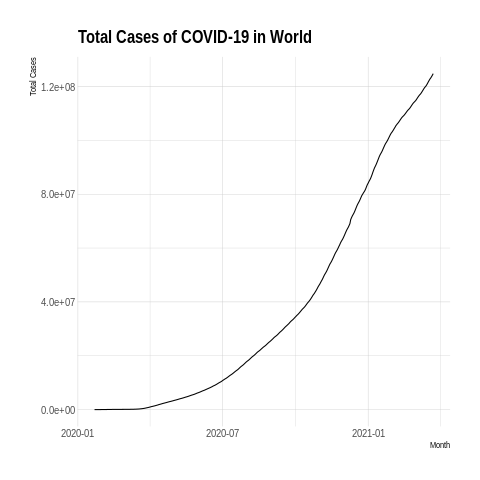 Total Cases of COVID-19 in World
Total Cases
1.2e+08
8.0e+07
4.0e+07
0.0e+00
2020-01 2020-07 2021-01
Month